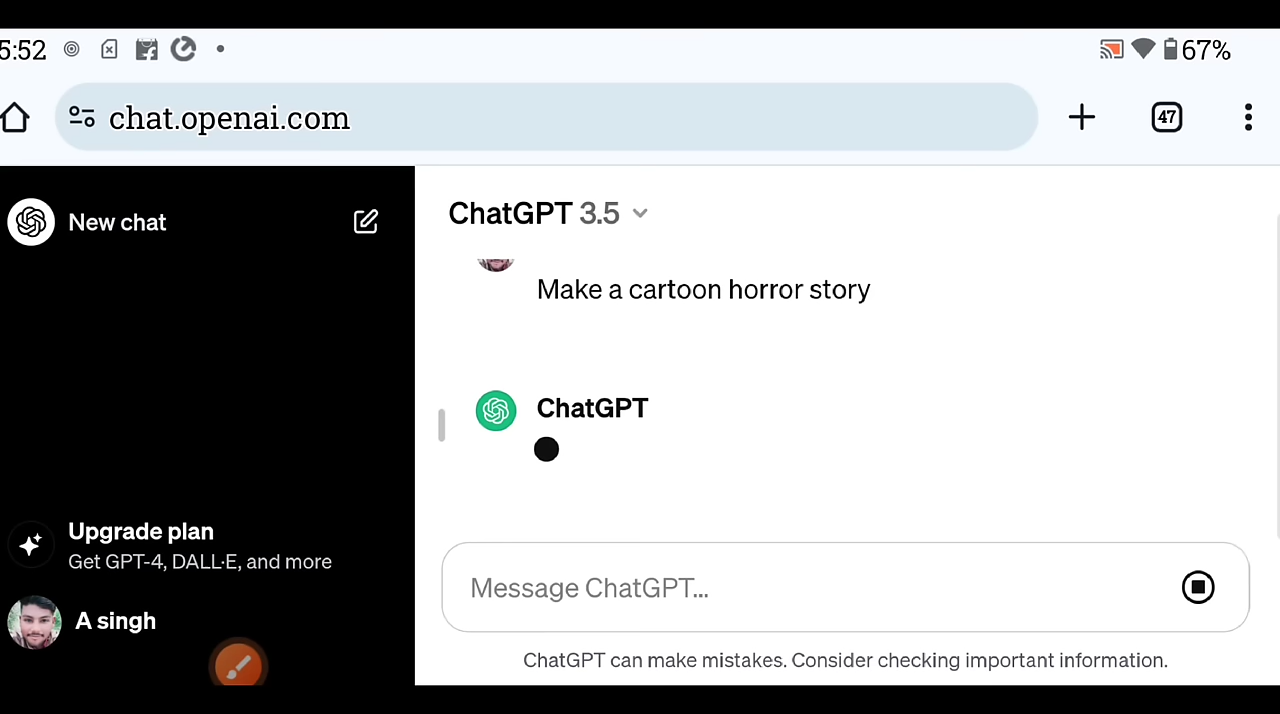 5:52
67%
chat.openai.com
47
New chat
ChatGPT 3.5
Make a cartoon horror story
ChatGPT
Upgrade plan
Get GPT-4, DALL·E, and more
A singh
Message ChatGPT...
ChatGPT can make mistakes. Consider checking important information.